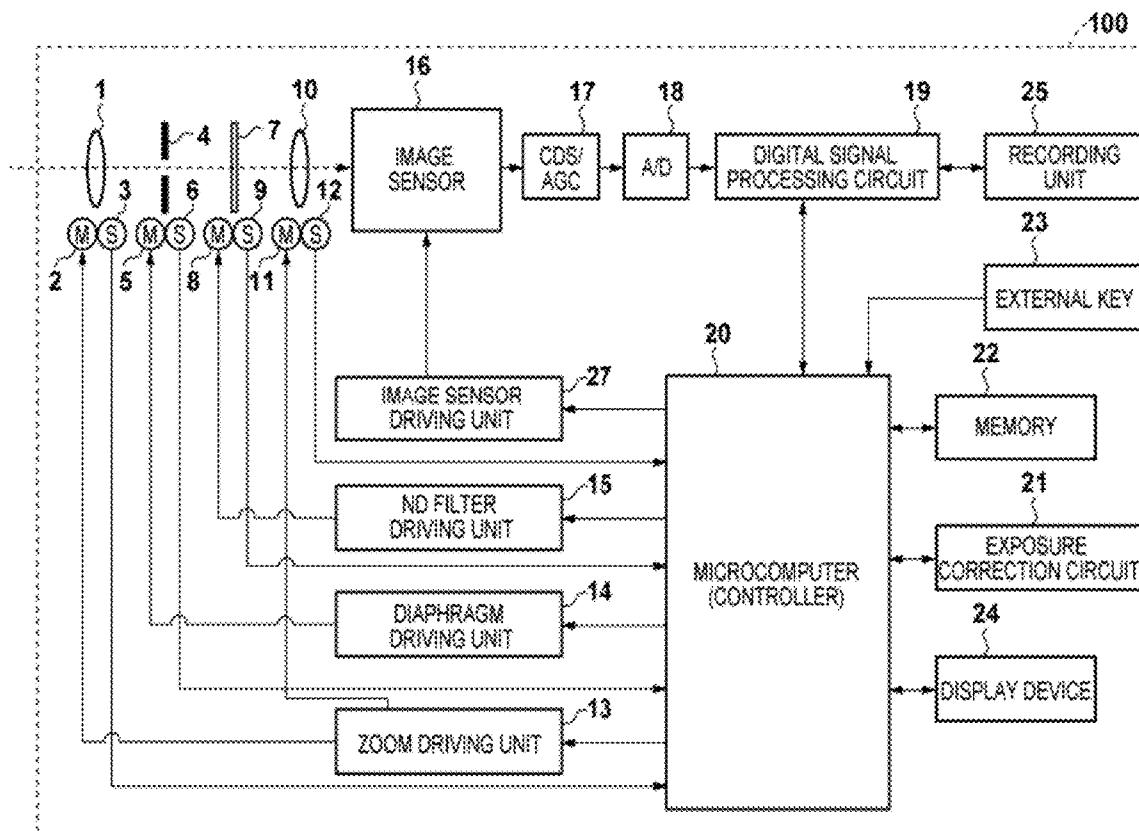 100
1
4
7
10
16
17
18
19
25
IMAGE
SENSOR
CDS/
AGC
A/D
DIGITAL SIGNAL
PROCESSING CIRCUIT
RECORDING
UNIT
3
6
9
12
M
S
M
S
M
S
M
S
2
5
8
11
23
EXTERNAL KEY
20
22
27
IMAGE SENSOR
DRIVING UNIT
MEMORY
15
ND FILTER
DRIVING UNIT
21
EXPOSURE
CORRECTION CIRCUIT
MICROCOMPUTER
(CONTROLLER)
14
DIAPHRAGM
DRIVING UNIT
24
DISPLAY DEVICE
13
ZOOM DRIVING UNIT